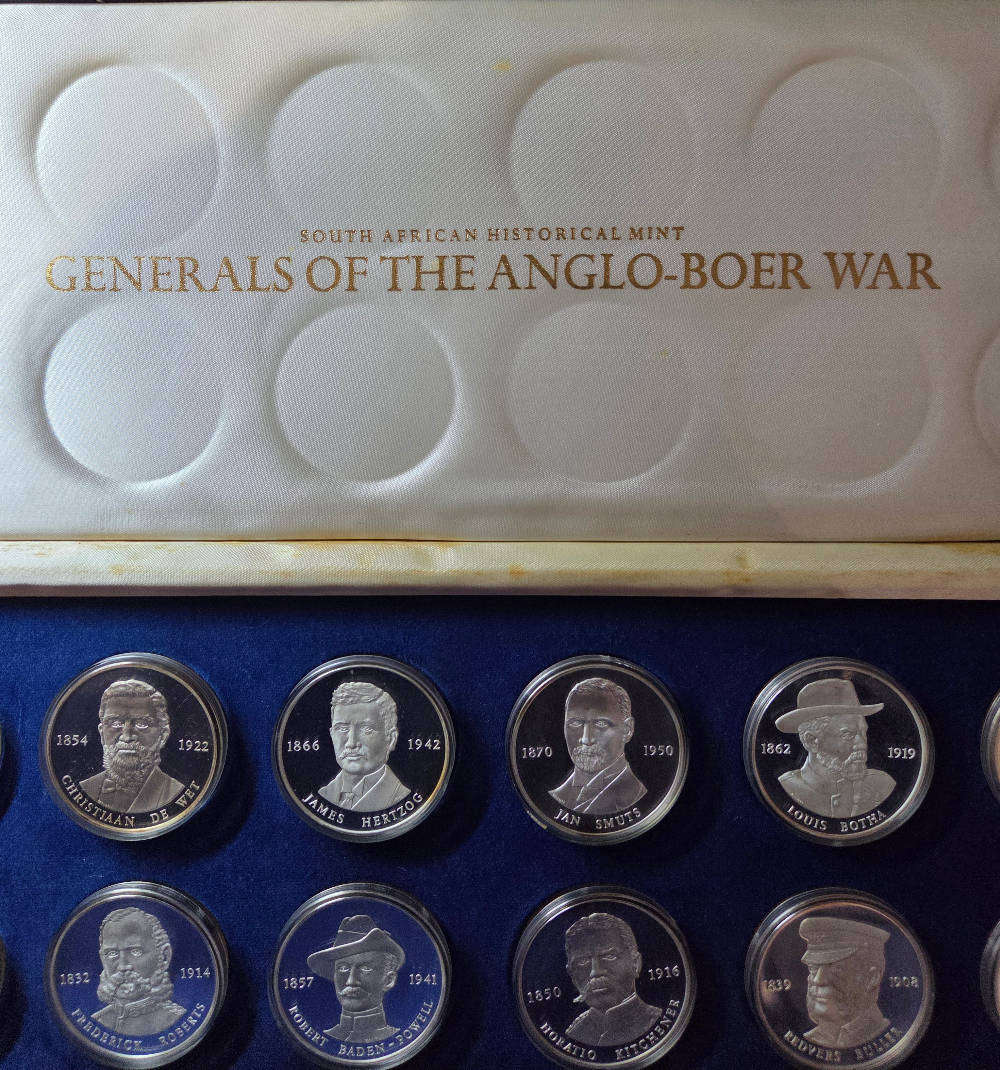 SOUTH AFRICAN HISTORICAL MINT
GENERALS OF THE ANGLO-BOER WAR
1854 1922
CHRISTIAAN DE WET
1866 1942
JAMES HERTZOG
1870 1950
JAN SMUTS
1862 1919
LOUIS BOTHA
1832 1914
FREDERICK ROBERTS
1857 1941
ROBERT BADEN-POWELL
1850 1916
HORATIO KITCHENER
1839 1908
REDVERS BULLER